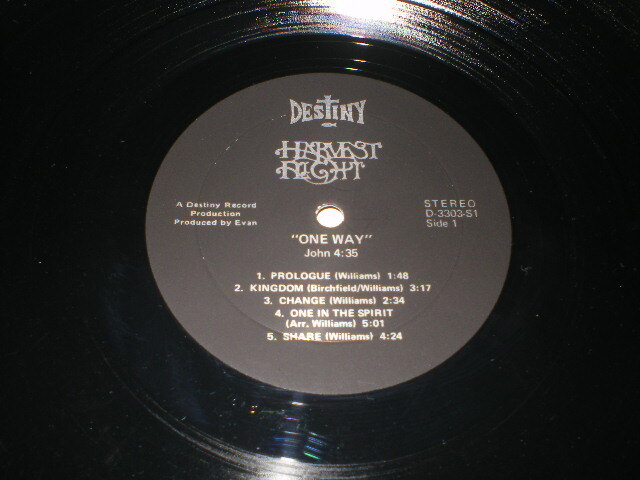 DESTINY
HARVEST
FLIGHT
A Destiny Record
Production
Produced by Evan
STEREO
D-3303-S1
Side 1
"ONE WAY"
John 4:35
1. PROLOGUE (Williams) 1:48
2. KINGDOM (Birchfield/Williams) 3:17
3. CHANGE (Williams) 2:34
4. ONE IN THE SPIRIT
(Arr. Williams) 5:01
5. SHARE (Williams) 4:24